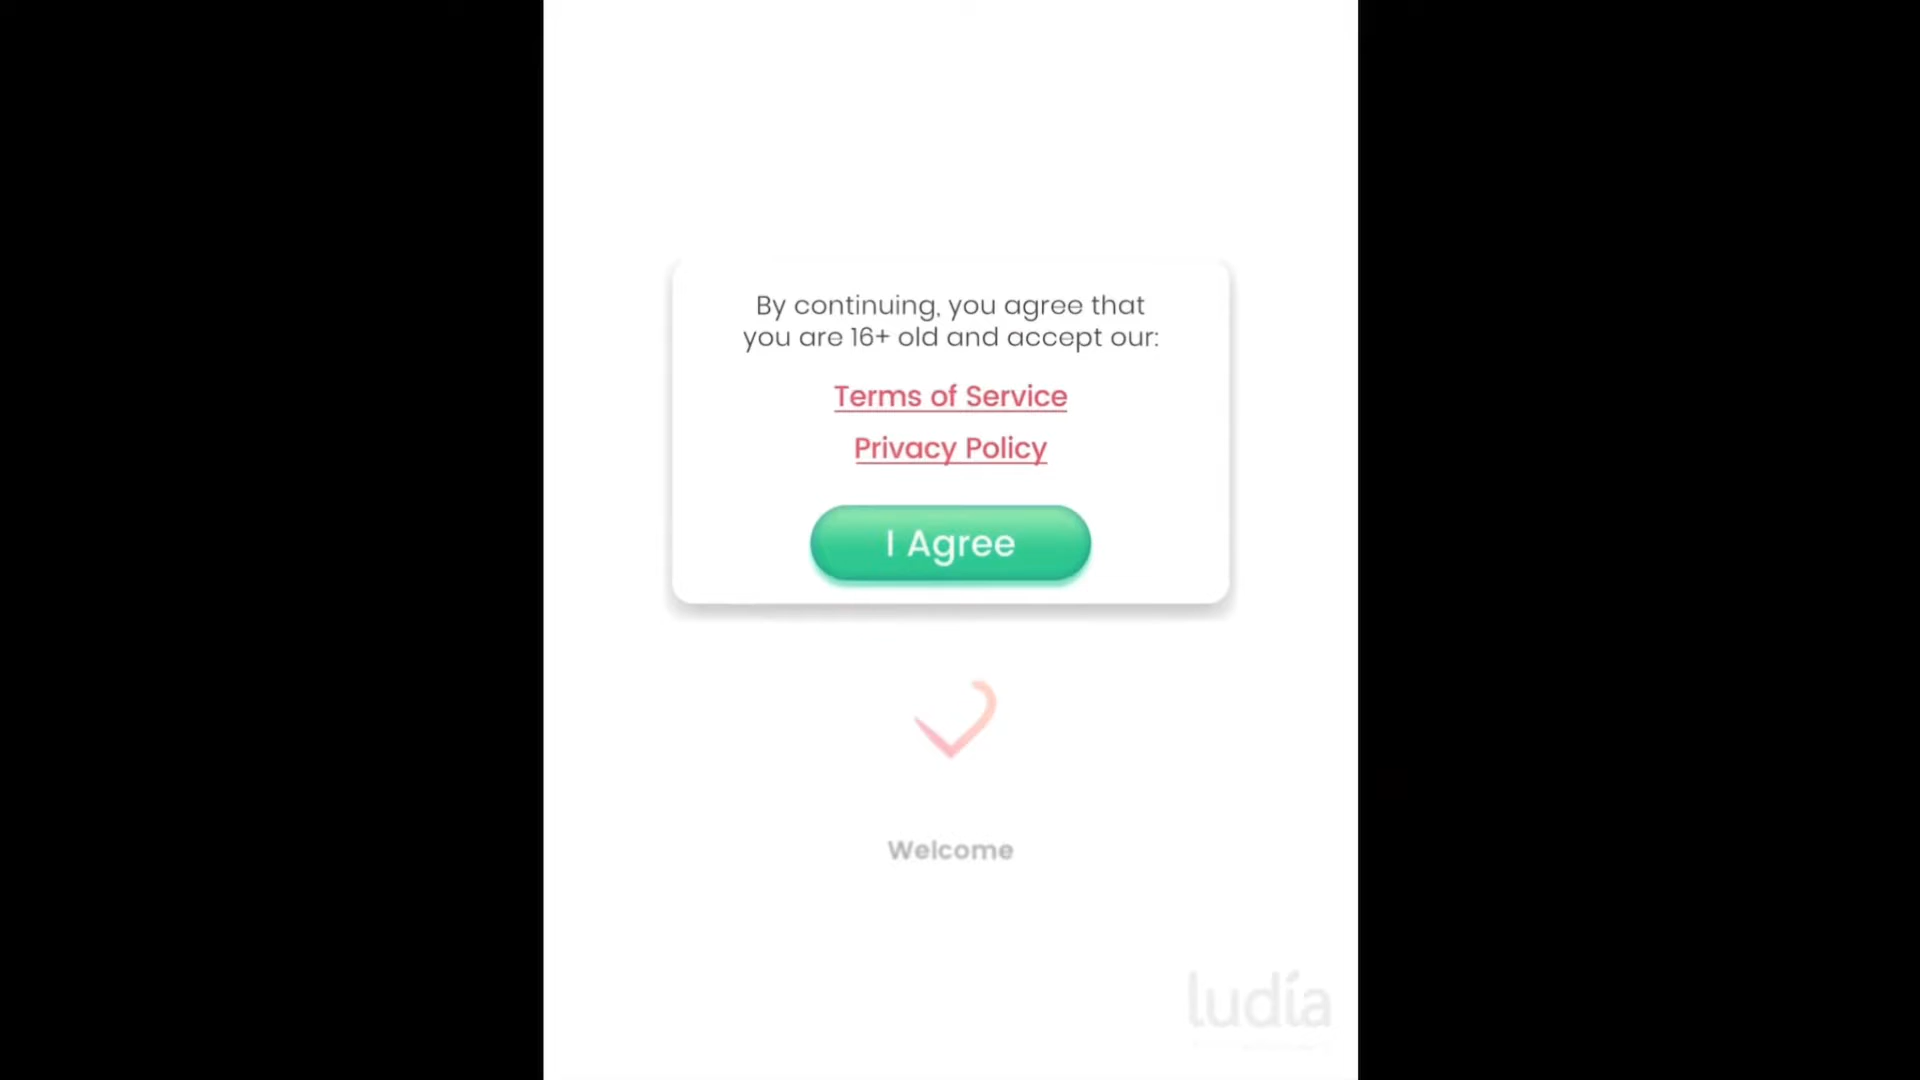 By continuing, you agree that
you are 16+ old and accept our:
Terms of Service
Privacy Policy
I Agree
Welcome
ludia